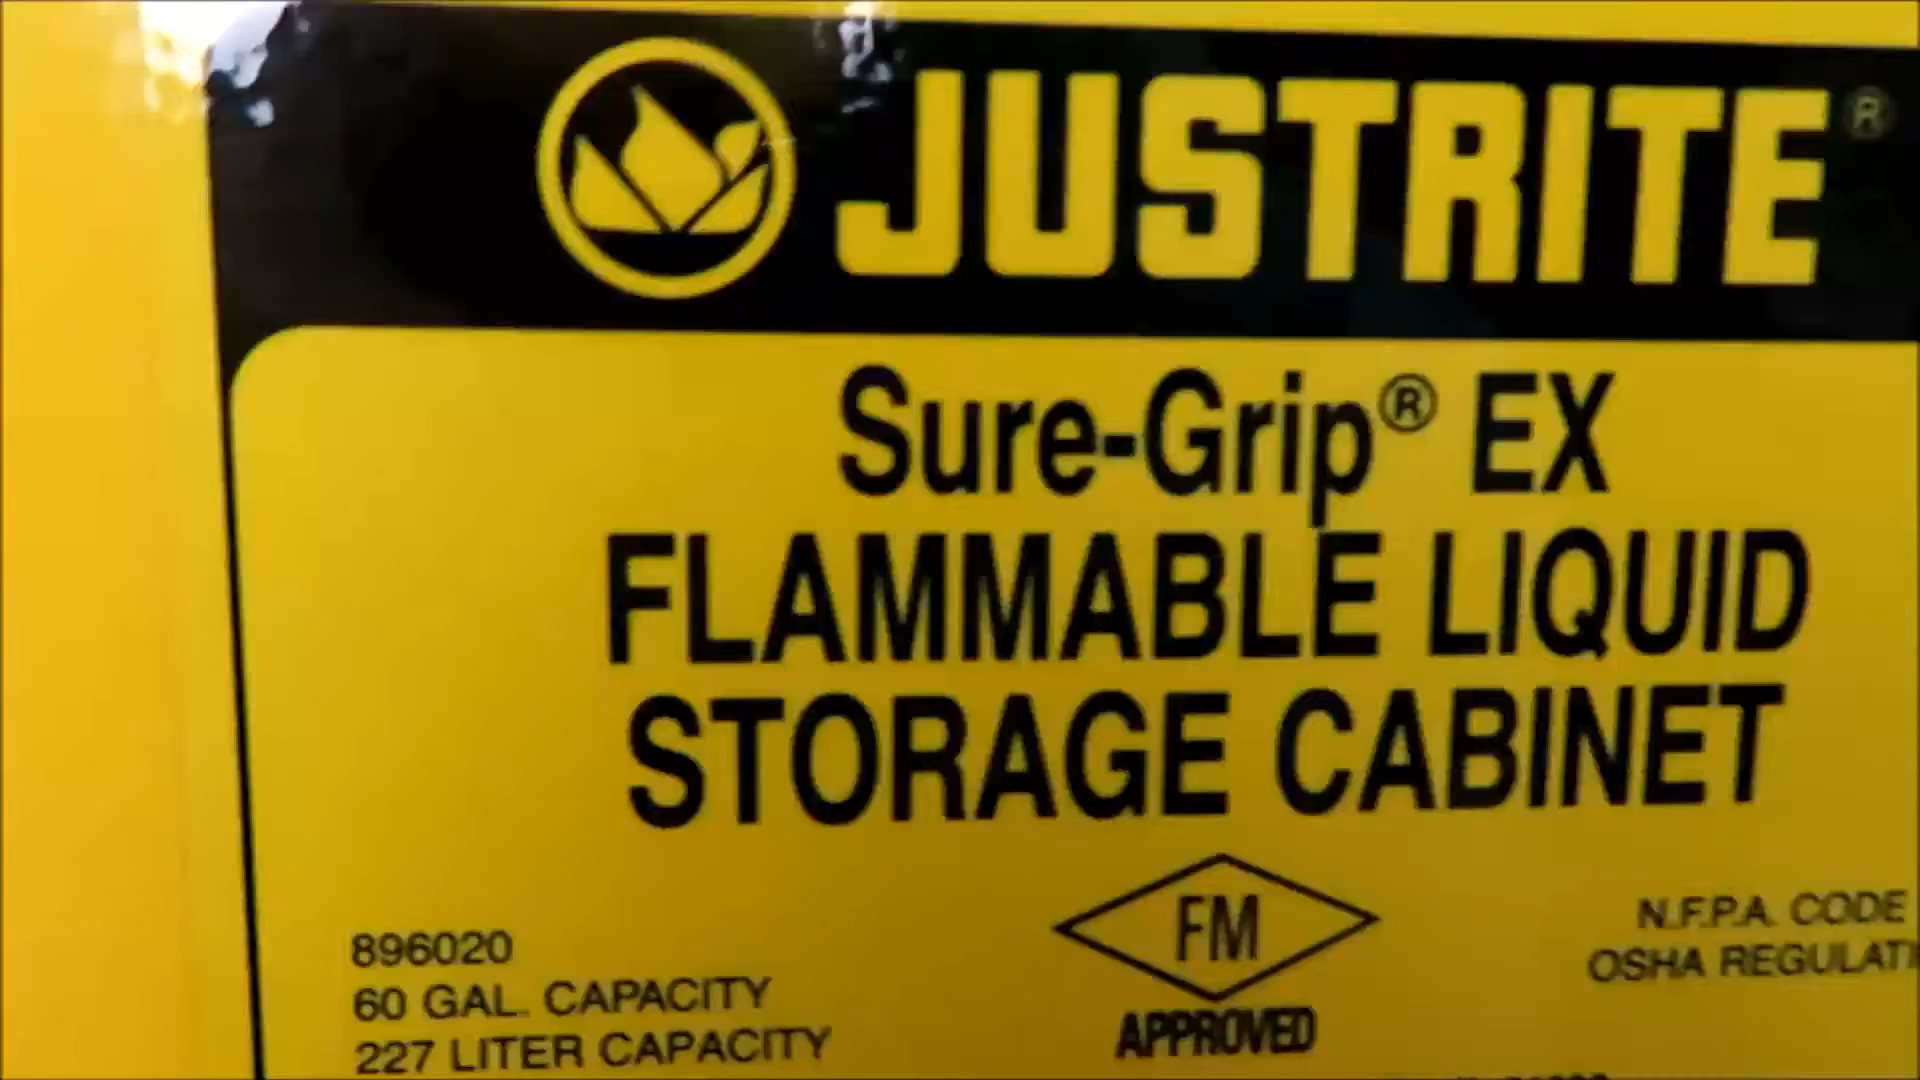 JUSTRITE®
Sure-Grip® EX
FLAMMABLE LIQUID
STORAGE CABINET
896020
60 GAL. CAPACITY
227 LITER CAPACITY
FM
APPROVED
N.F.P.A. CODE
OSHA REGULATI